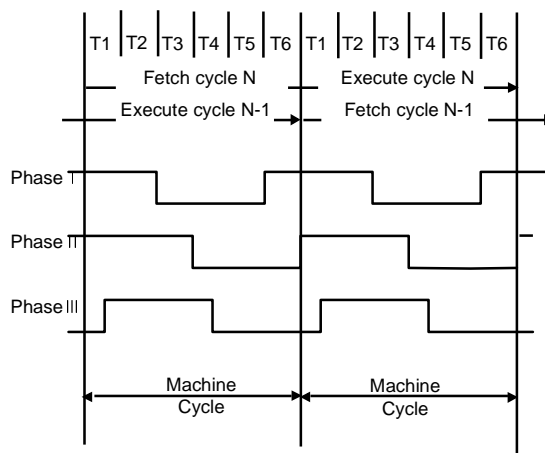 T1 T2 T3 T4 T5 T6 T1 T2 T3 T4 T5 T6
Fetch cycle N Execute cycle N
Execute cycle N-1 Fetch cycle N-1
Phase I
Phase II
Phase III
Machine Machine
Cycle Cycle